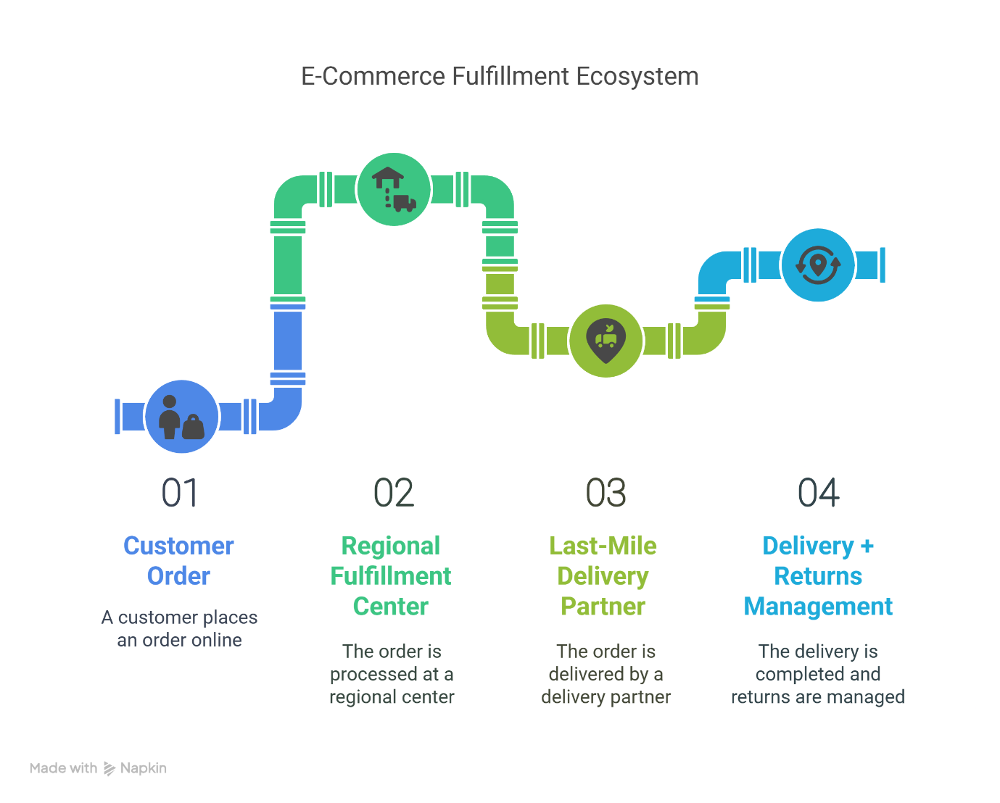 E-Commerce Fulfillment Ecosystem
01
Customer
Order
A customer places
an order online
02
Regional
Fulfillment
Center
The order is
processed at a
regional center
03
Last-Mile
Delivery
Partner
The order is
delivered by a
delivery partner
04
Delivery +
Returns
Management
The delivery is
completed and
returns are managed
Made with Napkin